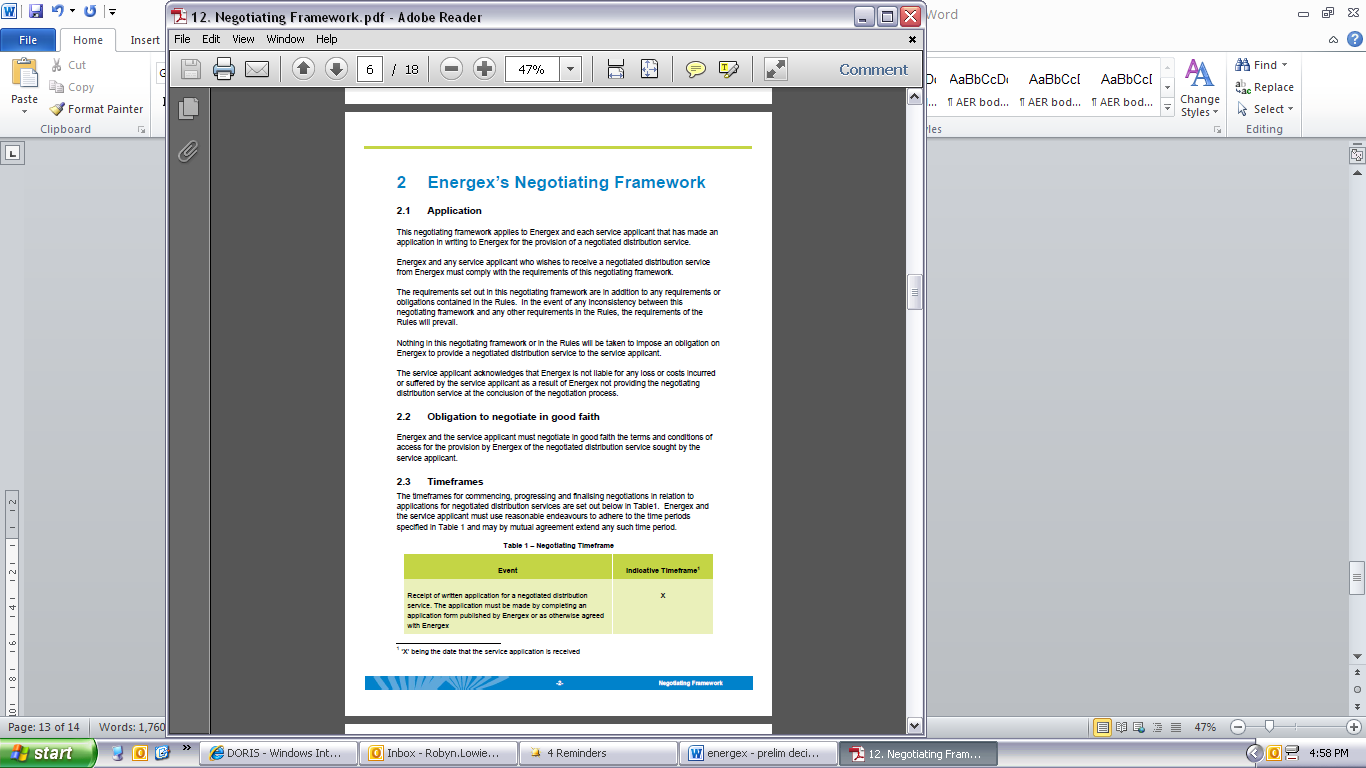 12. Negotiating Framework.pdf - Adobe Reader
Word
File Edit View Window Help
File Home Insert
6 / 18 47% Comment
Paste
Cut
Copy
Format Painter
Clipboard
AaBbCcDc AaBbCcI AaBbCcI
¶ AER bod... ¶ AER bod... ¶ AER bod...
Change Styles
Find
Replace
Select
Editing
2 Energex's Negotiating Framework
2.1 Application
This negotiating framework applies to Energex and each service applicant that has made an
application in writing to Energex for the provision of a negotiated distribution service.
Energex and any service applicant who wishes to receive a negotiated distribution service
from Energex must comply with the requirements of this negotiating framework.
The requirements set out in this negotiating framework are in addition to any requirements or
obligations contained in the Rules. In the event of any inconsistency between this
negotiating framework and any other requirements in the Rules, the requirements of the
Rules will prevail.
Nothing in this negotiating framework or in the Rules will be taken to impose an obligation on
Energex to provide a negotiated distribution service to the service applicant.
The service applicant acknowledges that Energex is not liable for any loss or costs incurred
or suffered by the service applicant as a result of Energex not providing the negotiating
distribution service at the conclusion of the negotiation process.
2.2 Obligation to negotiate in good faith
Energex and the service applicant must negotiate in good faith the terms and conditions of
access for the provision by Energex of the negotiated distribution service sought by the
service applicant.
2.3 Timeframes
The timeframes for commencing, progressing and finalising negotiations in relation to
applications for negotiated distribution services are set out below in Table1. Energex and
the service applicant must use reasonable endeavours to adhere to the time periods
specified in Table 1 and may by mutual agreement extend any such time period.
Table 1 – Negotiating Timeframe
Event Indicative Timeframe1
Receipt of written application for a negotiated distribution X
service. The application must be made by completing an
application form published by Energex or as otherwise agreed
with Energex
1 'X' being the date that the service application is received
-2- Negotiating Framework
Page: 13 of 14 Words: 1,760
47%
start DORIS - Windows Int... Inbox - Robyn.Lowie... 4 Reminders energex - prelim deci... 12. Negotiating Fram... 4:58 PM